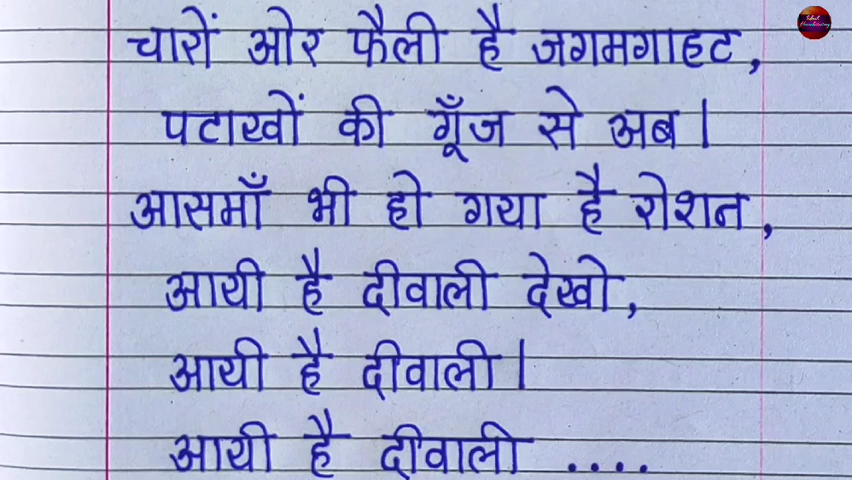 चारों ओर फैली है जगमगाहट,
पटाखों की गूँज से अब।
आसमाँ भी हो गया है रोशन,
आयी है दीवाली देखो,
आयी है दीवाली।
आयी है दीवाली ....